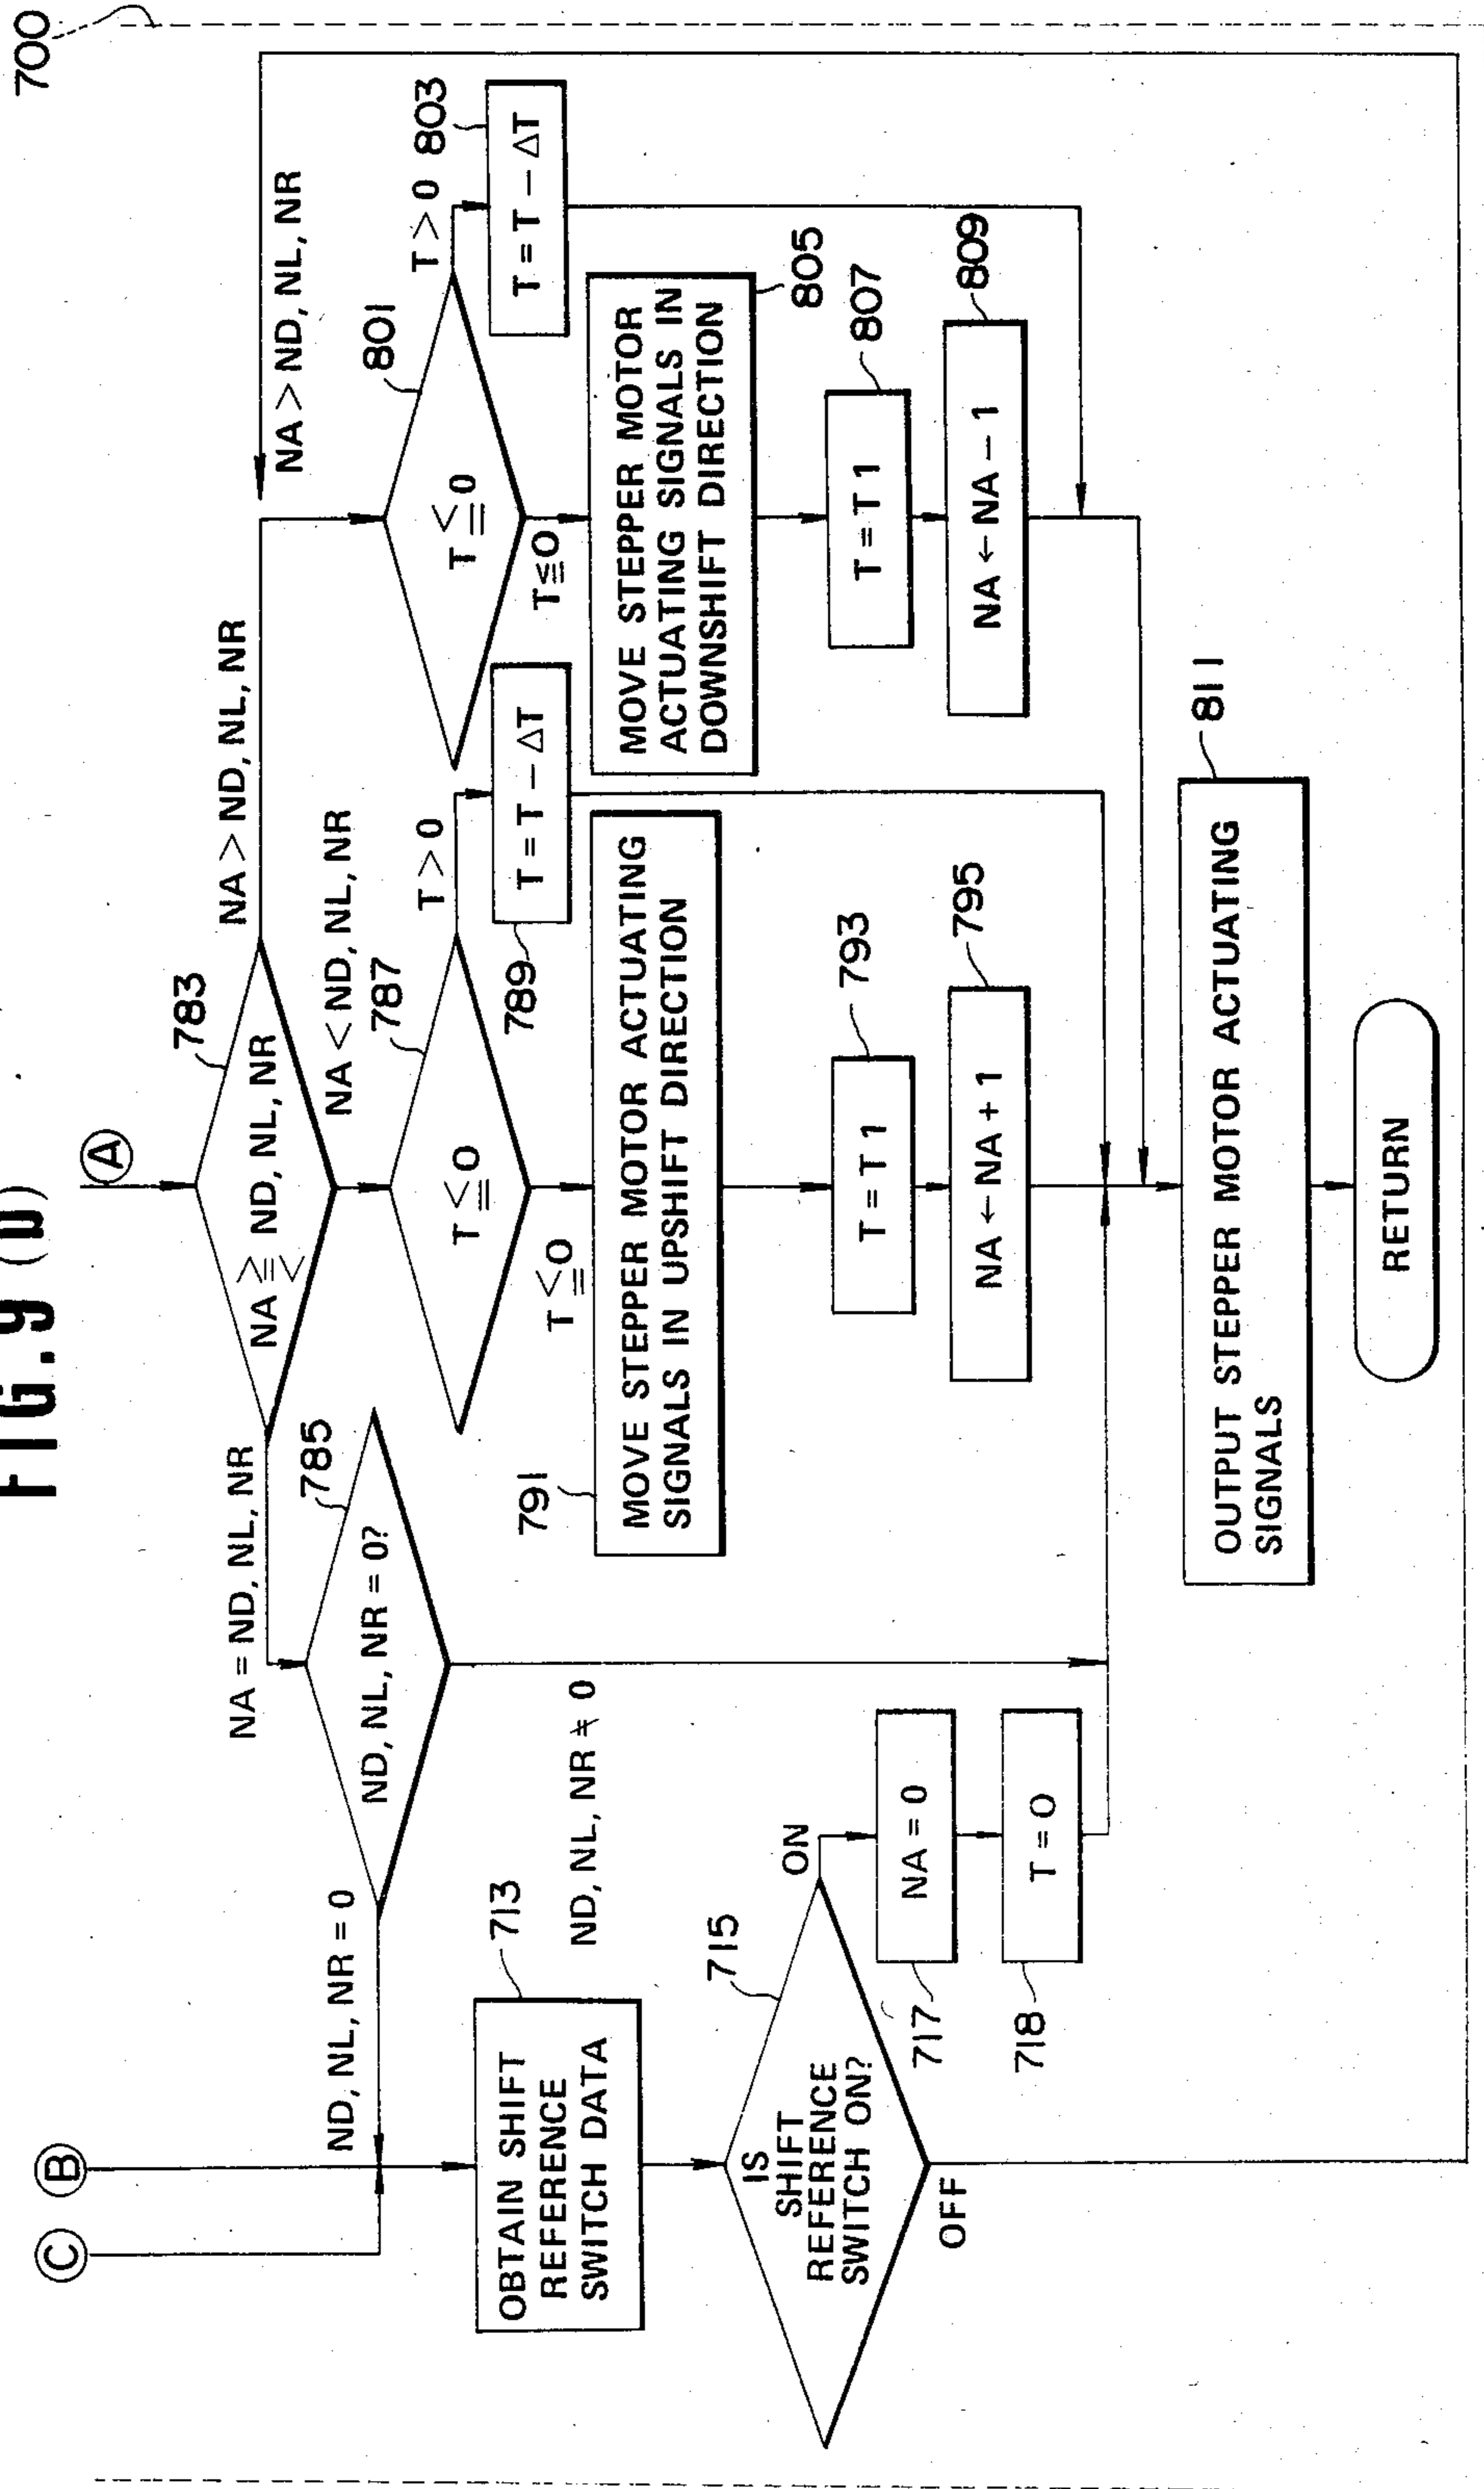 FIG.9 (b)
700
A
B
C
783
NA ≧< ND, NL, NR
NA > ND, NL, NR
NA > ND, NL, NR
NA = ND, NL, NR
NA < ND, NL, NR
785
ND, NL, NR = 0?
ND, NL, NR = 0
ND, NL, NR ≠ 0
787
T ≦ 0
T > 0
T ≦ 0
789
T = T − ΔT
801
T ≦ 0
T > 0
T ≦ 0
803
T = T − ΔT
713
OBTAIN SHIFT
REFERENCE
SWITCH DATA
791
MOVE STEPPER MOTOR ACTUATING
SIGNALS IN UPSHIFT DIRECTION
805
MOVE STEPPER MOTOR
ACTUATING SIGNALS IN
DOWNSHIFT DIRECTION
715
IS
SHIFT
REFERENCE
SWITCH ON?
ON
OFF
717
NA = 0
718
T = 0
793
T = T 1
795
NA ← NA + 1
807
T = T 1
809
NA ← NA − 1
811
OUTPUT STEPPER MOTOR ACTUATING
SIGNALS
RETURN